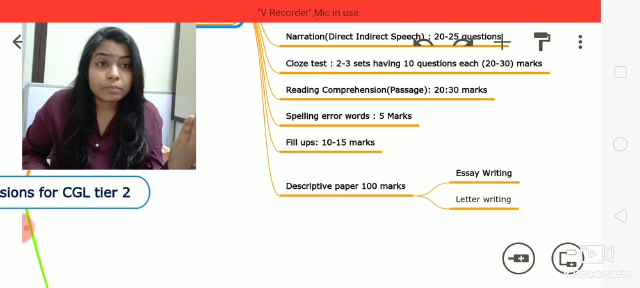 "V Recorder",Mic in use
Narration(Direct Indirect Speech) : 20-25 questions
Cloze test : 2-3 sets having 10 questions each (20-30) marks
Reading Comprehension(Passage): 20:30 marks
Spelling error words : 5 Marks
Fill ups: 10-15 marks
sions for CGL tier 2
Descriptive paper 100 marks
Essay Writing
Letter writing
V RECORDER